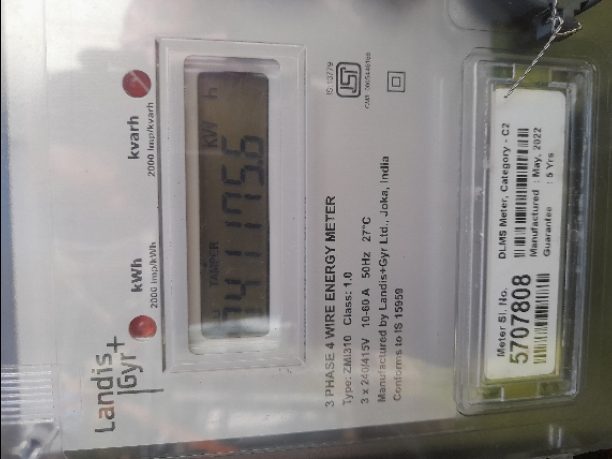 Landis
Gyr+
kWh
2000 Imp/kWh
kvarh
2000 Imp/kvarh
TAMPER
kW h
3 PHASE 4 WIRE ENERGY METER
Type: ZMI310 Class: 1.0
3 x 240/415V 10-60 A 50Hz 27°C
Manufactured by Landis+Gyr Ltd., Joka, India
Conforms to IS 15959
IS 13779
Meter Sl. No.
5707808
DLMS Meter, Category - C2
Manufactured : May, 2022
Guarantee : 5 Yrs